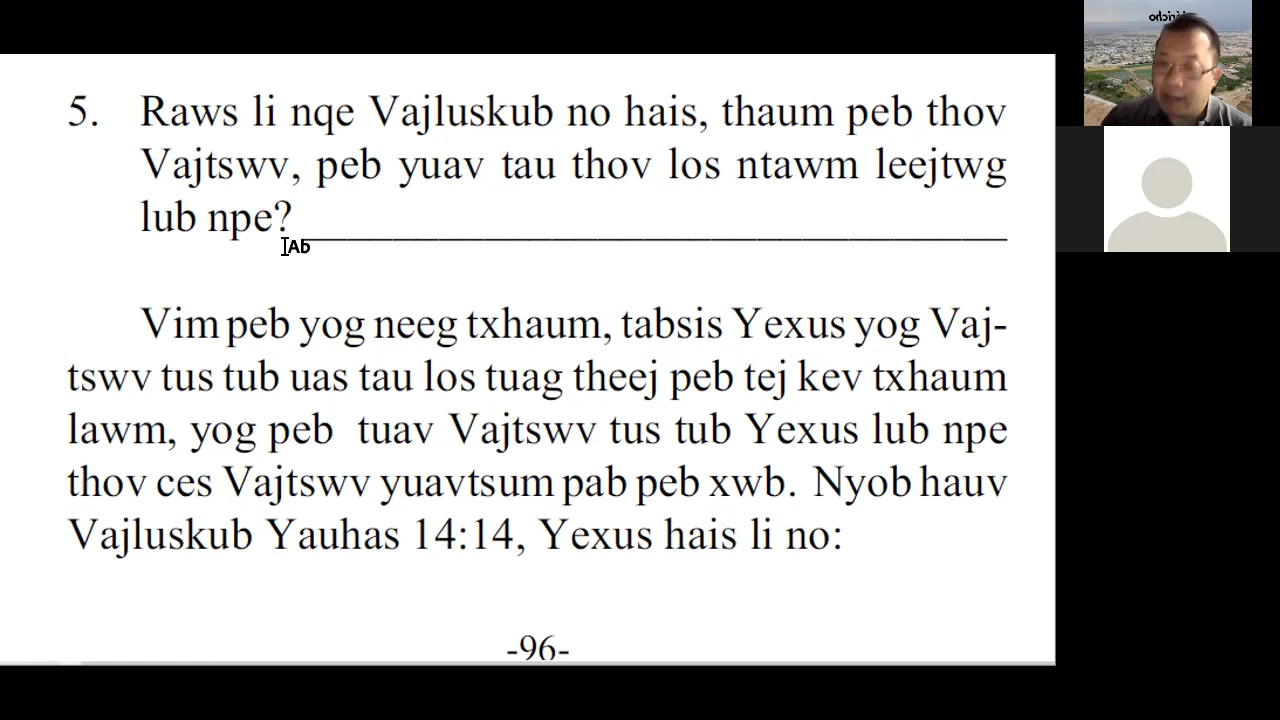 5. Raws li nqe Vajluskub no hais, thaum peb thov
Vajtswv, peb yuav tau thov los ntawm leejtwg
lub npe? ______________________________
Ab
Vim peb yog neeg txhaum, tabsis Yexus yog Vaj-
tswv tus tub uas tau los tuag theej peb tej kev txhaum
lawm, yog peb tuav Vajtswv tus tub Yexus lub npe
thov ces Vajtswv yuavtsum pab peb xwb. Nyob hauv
Vajluskub Yauhas 14:14, Yexus hais li no:
-96-